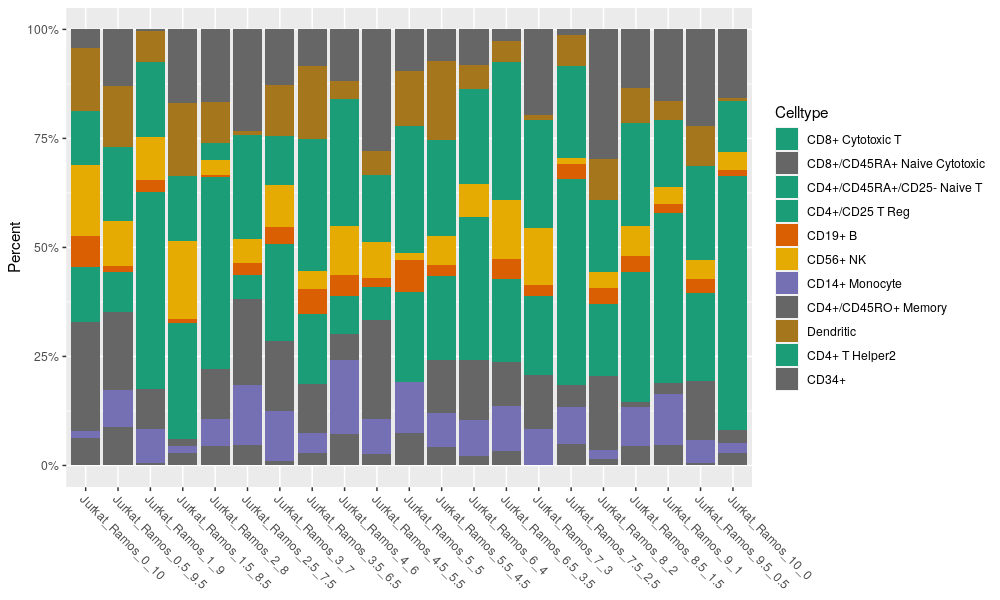 100%
75%
50%
25%
0%
Percent
Jurkat_Ramos_0_10
Jurkat_Ramos_0.5_9.5
Jurkat_Ramos_1_9
Jurkat_Ramos_1.5_8.5
Jurkat_Ramos_2_8
Jurkat_Ramos_2.5_7.5
Jurkat_Ramos_3_7
Jurkat_Ramos_3.5_6.5
Jurkat_Ramos_4_6
Jurkat_Ramos_4.5_5.5
Jurkat_Ramos_5_5
Jurkat_Ramos_5.5_4.5
Jurkat_Ramos_6_4
Jurkat_Ramos_6.5_3.5
Jurkat_Ramos_7_3
Jurkat_Ramos_7.5_2.5
Jurkat_Ramos_8_2
Jurkat_Ramos_8.5_1.5
Jurkat_Ramos_9_1
Jurkat_Ramos_9.5_0.5
Jurkat_Ramos_10_0
Celltype
CD8+ Cytotoxic T
CD8+/CD45RA+ Naive Cytotoxic
CD4+/CD45RA+/CD25- Naive T
CD4+/CD25 T Reg
CD19+ B
CD56+ NK
CD14+ Monocyte
CD4+/CD45RO+ Memory
Dendritic
CD4+ T Helper2
CD34+